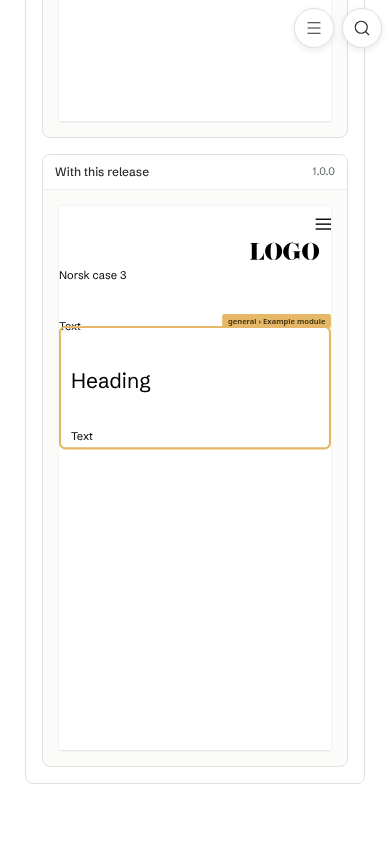 With this release
1.0.0
LOGO
Norsk case 3
Text
general › Example module
Heading
Text